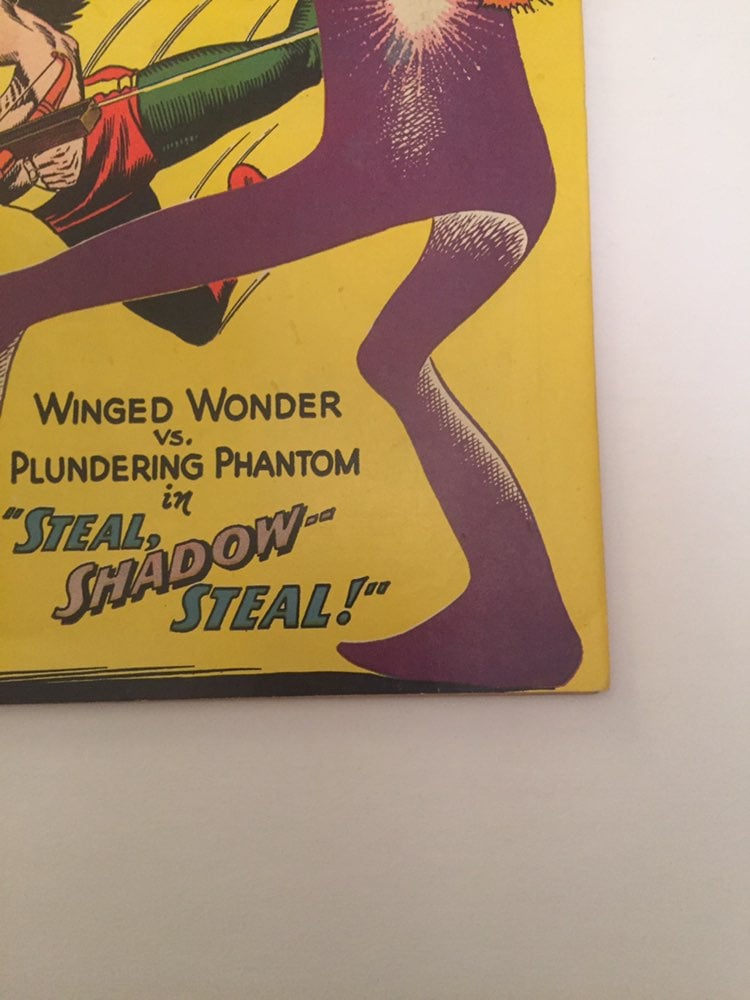 WINGED WONDER
VS.
PLUNDERING PHANTOM
in
"STEAL,
SHADOW--
STEAL!"